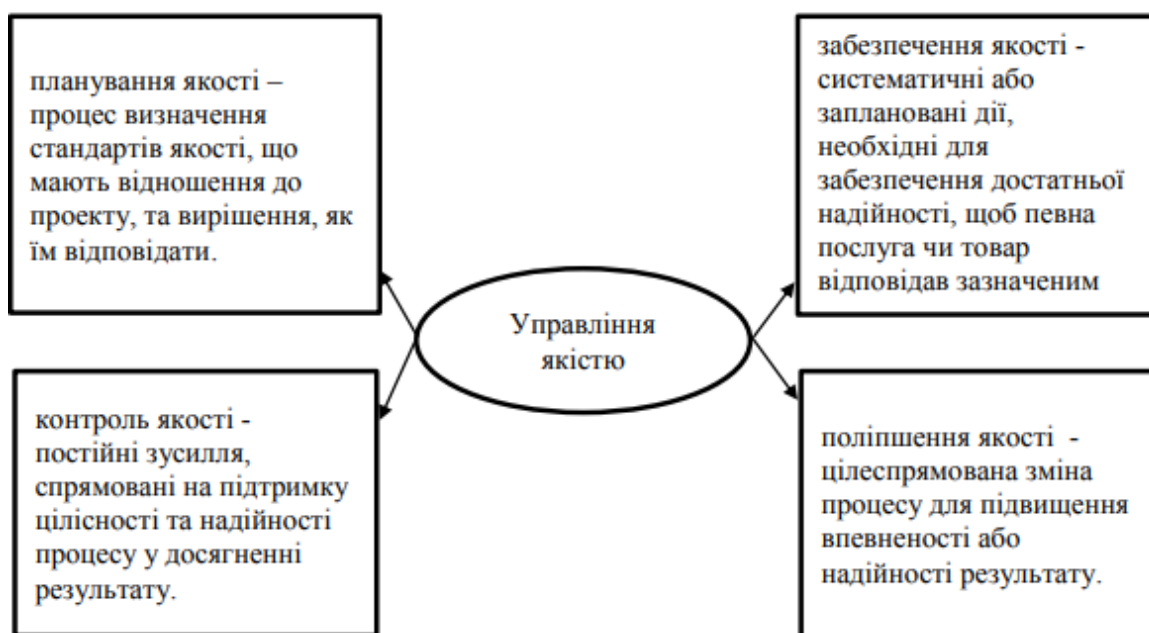 планування якості –
процес визначення
стандартів якості, що
мають відношення до
проекту, та вирішення, як
їм відповідати.
забезпечення якості -
систематичні або
заплановані дії,
необхідні для
забезпечення достатньої
надійності, щоб певна
послуга чи товар
відповідав зазначеним
Управління
якістю
контроль якості -
постійні зусилля,
спрямовані на підтримку
цілісності та надійності
процесу у досягненні
результату.
поліпшення якості -
цілеспрямована зміна
процесу для підвищення
впевненості або
надійності результату.